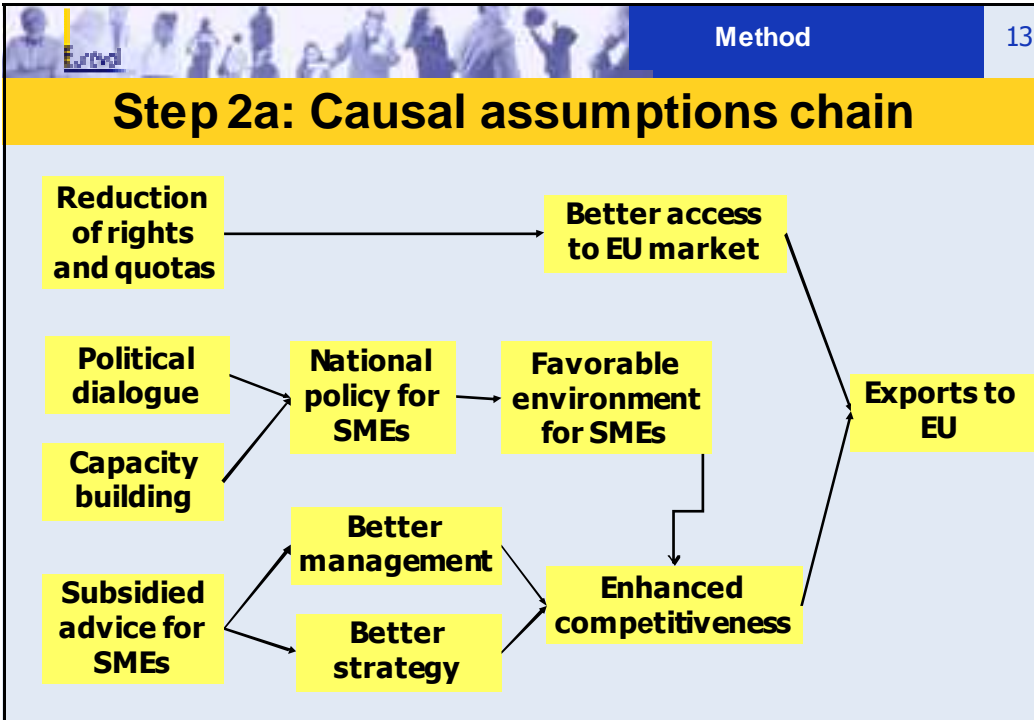 Method
13
Step 2a: Causal assumptions chain
Reduction
of rights
and quotas
Better access
to EU market
Political
dialogue
National
policy for
SMEs
Favorable
environment
for SMEs
Exports to
EU
Capacity
building
Better
management
Subsidied
advice for
SMEs
Enhanced
competitiveness
Better
strategy